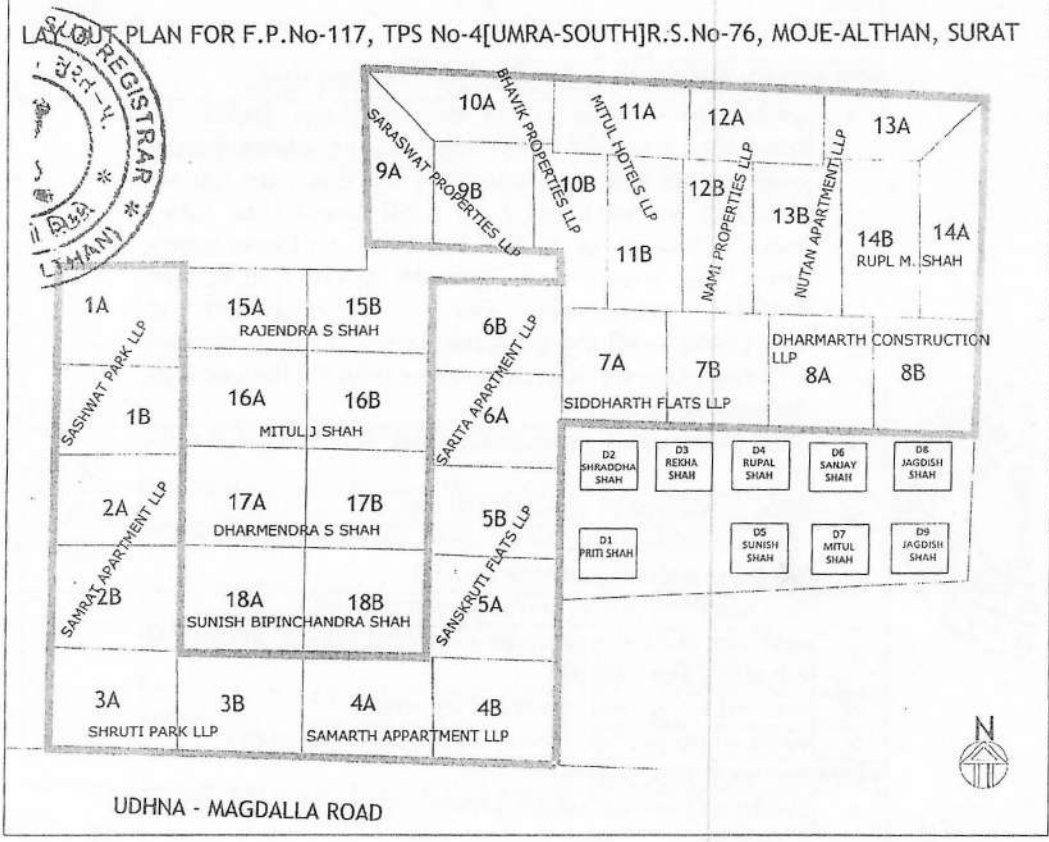 LAY OUT PLAN FOR F.P.No-117, TPS No-4[UMRA-SOUTH]R.S.No-76, MOJE-ALTHAN, SURAT
SUB REGISTRAR
સુરત - ૫.
*
*
10A
BHAVIK PROPERTIES LLP
11A
MITUL HOTELS LLP
12A
13A
SARASWAT PROPERTIES LLP
9A
9B
10B
11B
12B
NAMI PROPERTIES LLP
13B
NUTAN APARTMENT LLP
14B
14A
RUPL M. SHAH
1A
15A
15B
RAJENDRA S SHAH
6B
SASHWAT PARK LLP
1B
16A
16B
MITUL J SHAH
SARITA APARTMENT LLP
6A
7A
7B
SIDDHARTH FLATS LLP
DHARMARTH CONSTRUCTION
LLP
8A
8B
2A
SAMRAT APARTMENT LLP
2B
17A
17B
DHARMENDRA S SHAH
5B
SANSKRUTI FLATS LLP
5A
18A
18B
SUNISH BIPINCHANDRA SHAH
D2
SHRADDHA
SHAH
D3
REKHA
SHAH
D4
RUPAL
SHAH
D6
SANJAY
SHAH
D8
JAGDISH
SHAH
D1
PRITI SHAH
D5
SUNISH
SHAH
D7
MITUL
SHAH
D9
JAGDISH
SHAH
3A
3B
SHRUTI PARK LLP
4A
4B
SAMARTH APPARTMENT LLP
N
UDHNA - MAGDALLA ROAD